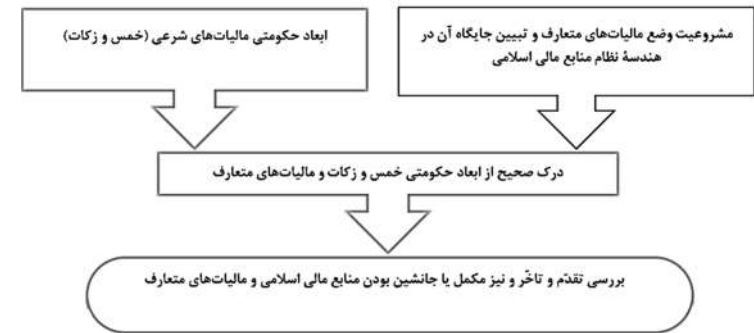 مشروعیت وضع مالیات‌های متعارف و تبیین جایگاه آن در
هندسهٔ نظام منابع مالی اسلامی
ابعاد حکومتی مالیات‌های شرعی (خمس و زکات)
درک صحیح از ابعاد حکومتی خمس و زکات و مالیات‌های متعارف
بررسی تقدّم و تاخّر و نیز مکمل یا جانشین بودن منابع مالی اسلامی و مالیات‌های متعارف